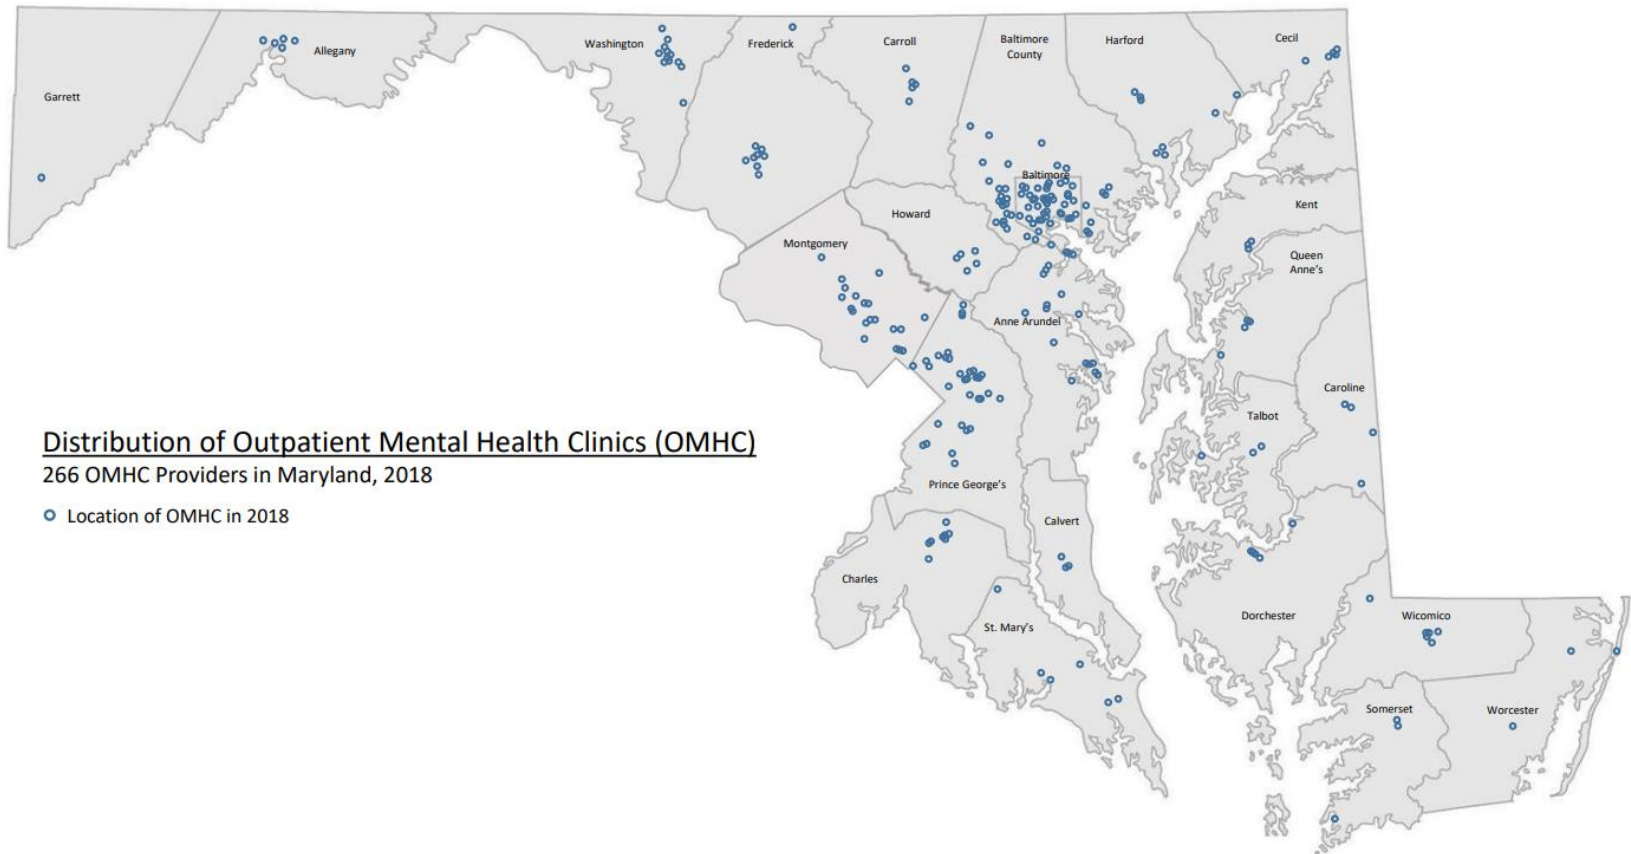 Garrett
Allegany
Washington
Frederick
Carroll
Baltimore
County
Harford
Cecil
Baltimore
Howard
Montgomery
Kent
Queen
Anne's
Anne Arundel
Caroline
Talbot
Distribution of Outpatient Mental Health Clinics (OMHC)
266 OMHC Providers in Maryland, 2018
Location of OMHC in 2018
Prince George's
Calvert
Charles
St. Mary's
Dorchester
Wicomico
Somerset
Worcester